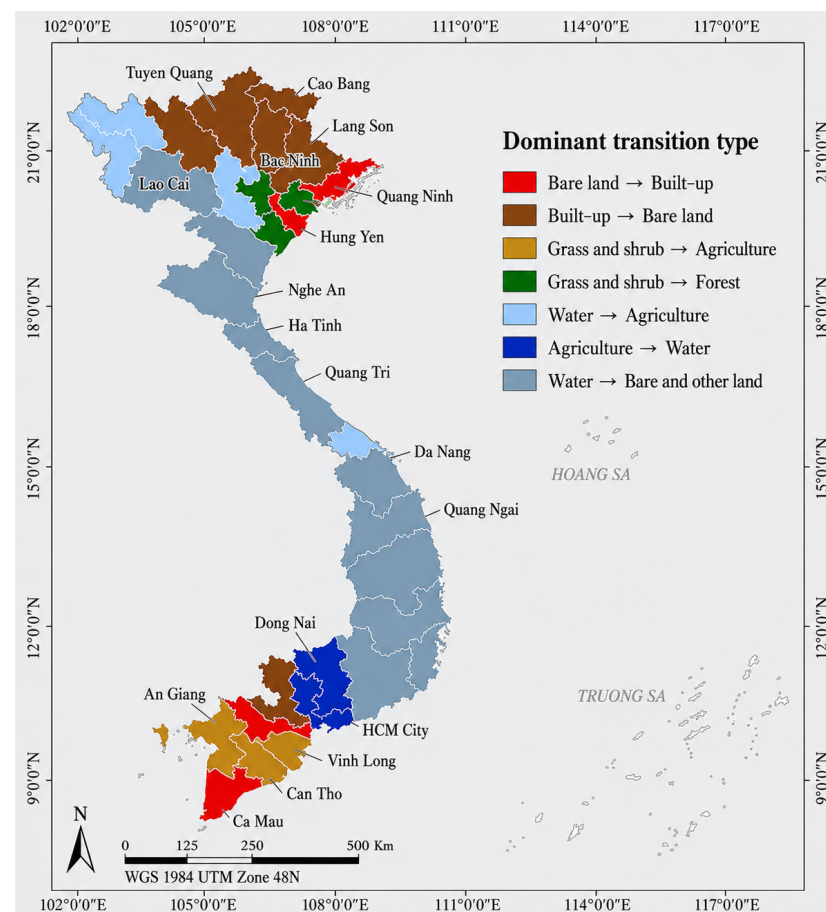 102°0'0"E 105°0'0"E 108°0'0"E 111°0'0"E 114°0'0"E 117°0'0"E
Tuyen Quang
Cao Bang
Lang Son
21°0'0"N
Bac Ninh
21°0'0"N
Lao Cai
Quang Ninh
Hung Yen
Dominant transition type
Bare land → Built-up
Built-up → Bare land
Grass and shrub → Agriculture
Grass and shrub → Forest
Water → Agriculture
Agriculture → Water
Water → Bare and other land
Nghe An
18°0'0"N
18°0'0"N
Ha Tinh
Quang Tri
Da Nang
15°0'0"N
HOANG SA
15°0'0"N
Quang Ngai
12°0'0"N
Dong Nai
12°0'0"N
An Giang
TRUONG SA
HCM City
Vinh Long
9°0'0"N
Can Tho
9°0'0"N
Ca Mau
N
0 125 250 500 Km
WGS 1984 UTM Zone 48N
102°0'0"E 105°0'0"E 108°0'0"E 111°0'0"E 114°0'0"E 117°0'0"E